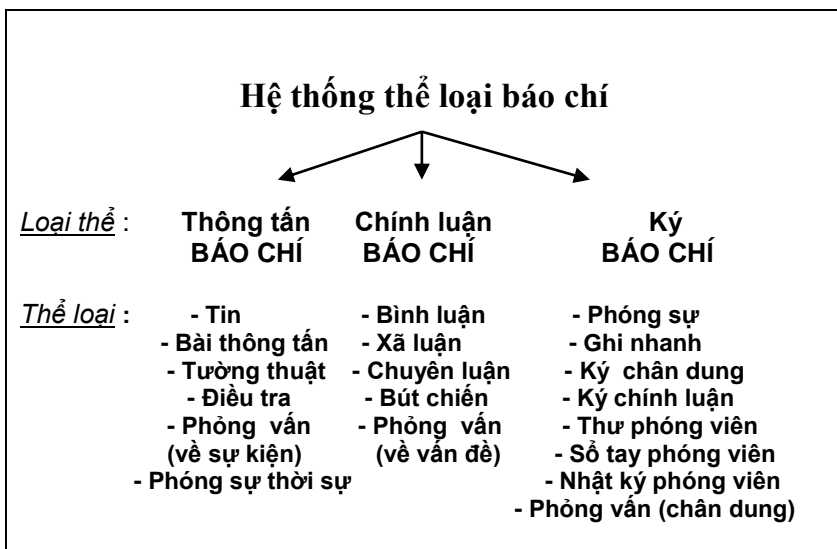 Hệ thống thể loại báo chí
Loại thể : Thông tấn Chính luận Ký
BÁO CHÍ BÁO CHÍ BÁO CHÍ
Thể loại : - Tin - Bình luận - Phóng sự
- Bài thông tấn - Xã luận - Ghi nhanh
- Tường thuật - Chuyên luận - Ký chân dung
- Điều tra - Bút chiến - Ký chính luận
- Phỏng vấn - Phỏng vấn - Thư phóng viên
(về sự kiện) (về vấn đề) - Sổ tay phóng viên
- Phóng sự thời sự - Nhật ký phóng viên
- Phỏng vấn (chân dung)